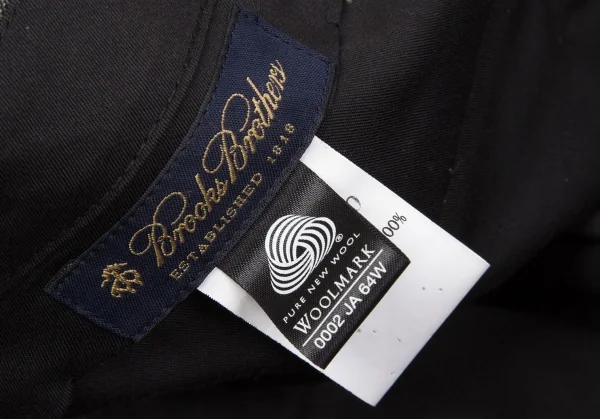 Brooks Brothers
ESTABLISHED 1818
PURE NEW WOOL
WOOLMARK
0002 JA 64W
00%